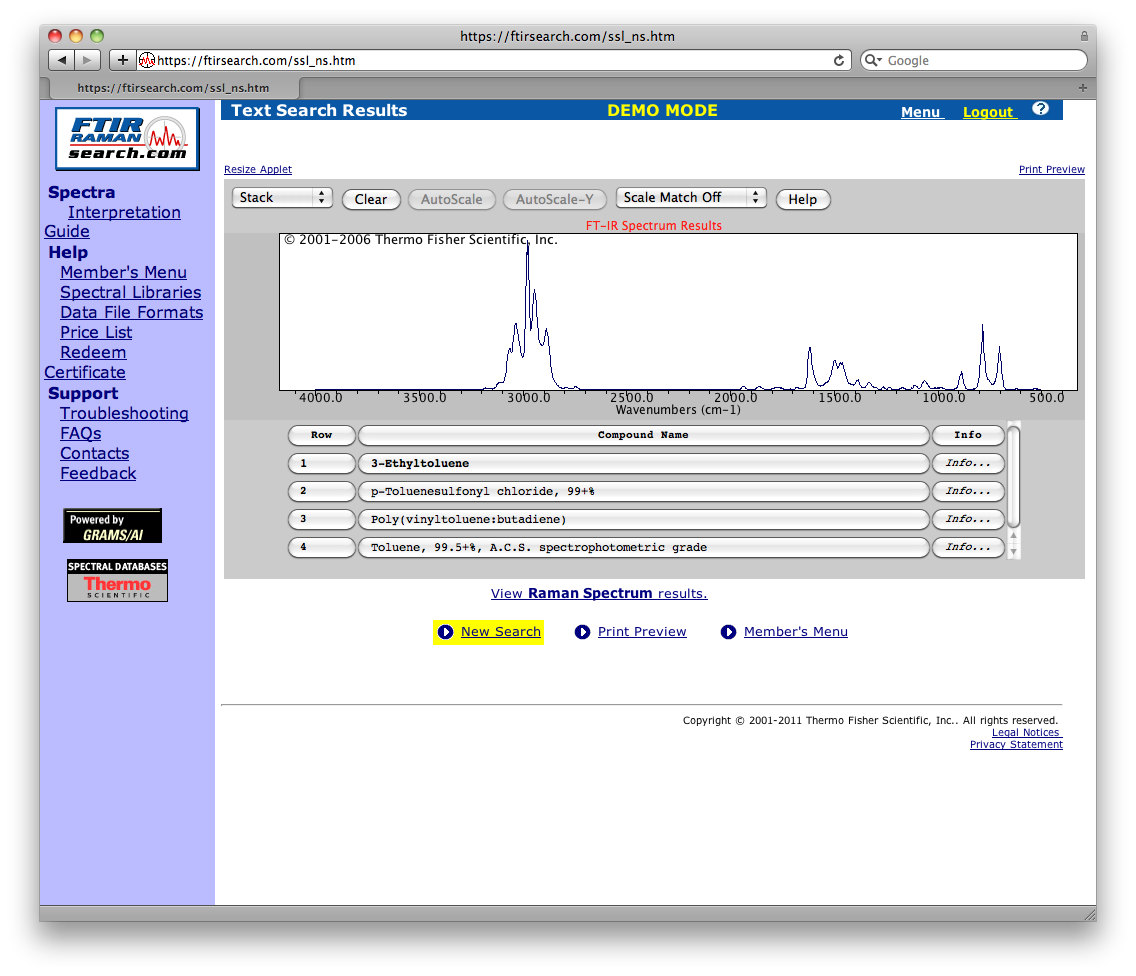 https://ftirsearch.com/ssl_ns.htm
https://ftirsearch.com/ssl_ns.htm
Google
https://ftirsearch.com/ssl_ns.htm
FTIR
RAMAN
search.com
Spectra
Interpretation
Guide
Help
Member's Menu
Spectral Libraries
Data File Formats
Price List
Redeem
Certificate
Support
Troubleshooting
FAQs
Contacts
Feedback
Powered by
GRAMS/AI
SPECTRAL DATABASES
Thermo
SCIENTIFIC
Text Search Results DEMO MODE Menu Logout ?
Resize Applet Print Preview
Stack Clear AutoScale AutoScale-Y Scale Match Off Help
FT-IR Spectrum Results
© 2001-2006 Thermo Fisher Scientific, Inc.
4000.0 3500.0 3000.0 2500.0 2000.0 1500.0 1000.0 500.0
Wavenumbers (cm-1)
Row Compound Name Info
1 3-Ethyltoluene Info...
2 p-Toluenesulfonyl chloride, 99+% Info...
3 Poly(vinyltoluene:butadiene) Info...
4 Toluene, 99.5+%, A.C.S. spectrophotometric grade Info...
View Raman Spectrum results.
New Search Print Preview Member's Menu
Copyright © 2001-2011 Thermo Fisher Scientific, Inc.. All rights reserved.
Legal Notices
Privacy Statement